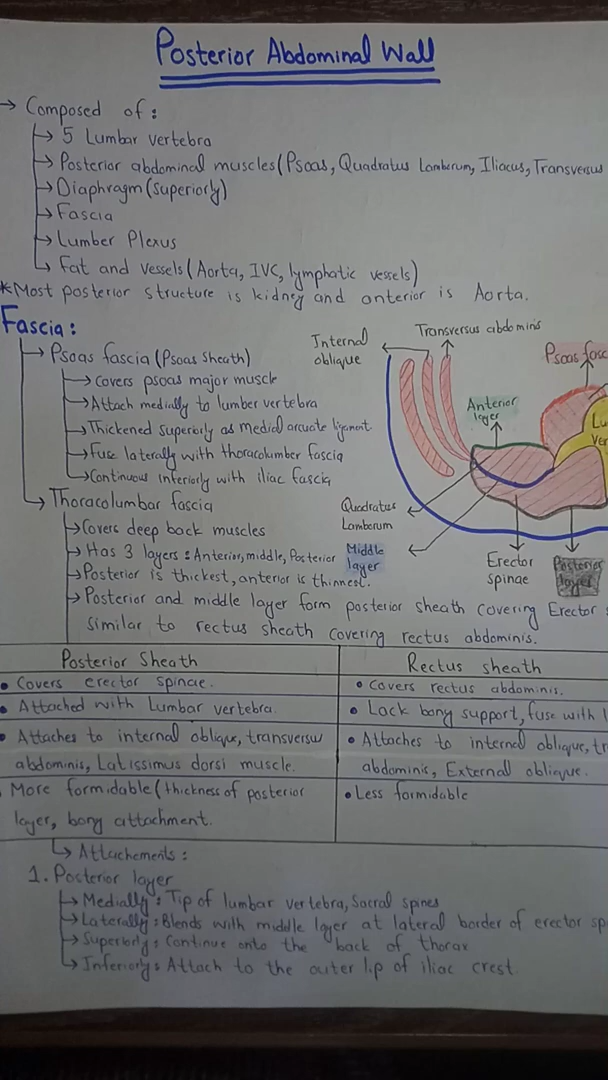 Posterior Abdominal Wall
→ Composed of :
→ 5 Lumbar vertebra
→ Posterior abdominal muscles (Psoas, Quadratus Lamborum, Iliacus, Transversus
→ Diaphragm (superiorly)
→ Fascia
→ Lumber Plexus
→ Fat and vessels (Aorta, IVC, lymphatic vessels)
*Most posterior structure is kidney and anterior is Aorta.
Fascia :
→ Psoas fascia (Psoas Sheath)
→ Covers psoas major muscle
→ Attach medially to lumber vertebra
→ Thickened superiorly as medial arcuate ligament.
→ Fuse laterally with thoracolumber fascia
→ Continuous inferiorly with iliac fascia
Internal oblique
Transversus abdominis
Psoas fasc
Anterior layer
Lu
Ver
Quadratus Lamborum
Middle layer
Erector spinae
Posterior layer
→ Thoracolumbar fascia
→ Covers deep back muscles
→ Has 3 layers : Anterior, middle, Posterior
→ Posterior is thickest, anterior is thinnest.
→ Posterior and middle layer form posterior sheath covering Erector s
similar to rectus sheath covering rectus abdominis.
Posterior Sheath
• Covers erector spinae.
• Attached with Lumbar vertebra.
• Attaches to internal oblique, transversu
abdominis, Latissimus dorsi muscle.
More formidable (thickness of posterior
layer, bony attachment.
Rectus sheath
• Covers rectus abdominis.
• Lack bony support, fuse with l
• Attaches to internal oblique, tr
abdominis, External oblique.
• Less formidable
→ Attachements :
1. Posterior layer
→ Medially : Tip of lumbar vertebra, Sacral spines
→ Laterally : Blends with middle layer at lateral border of erector sp
→ Superiorly : Continue onto the back of thorax
→ Inferiorly : Attach to the outer lip of iliac crest.